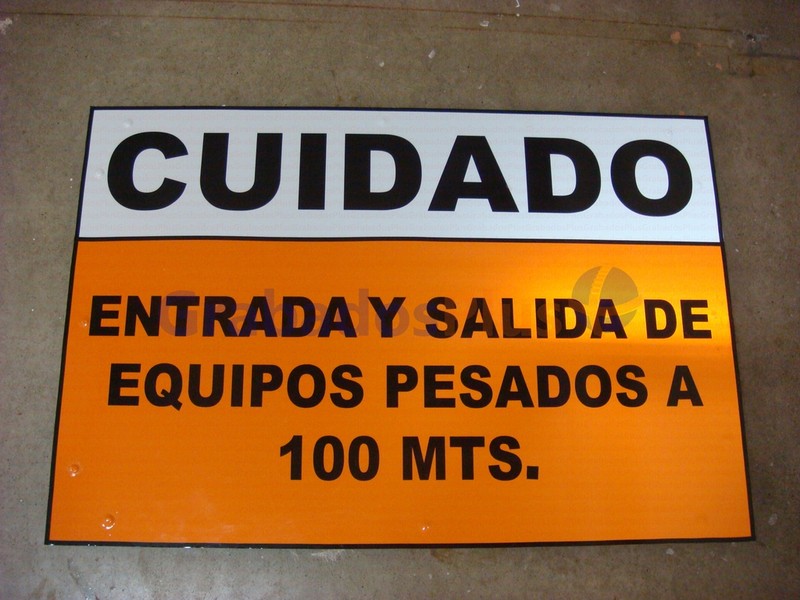 CUIDADO
ENTRADA Y SALIDA DE
EQUIPOS PESADOS A
100 MTS.